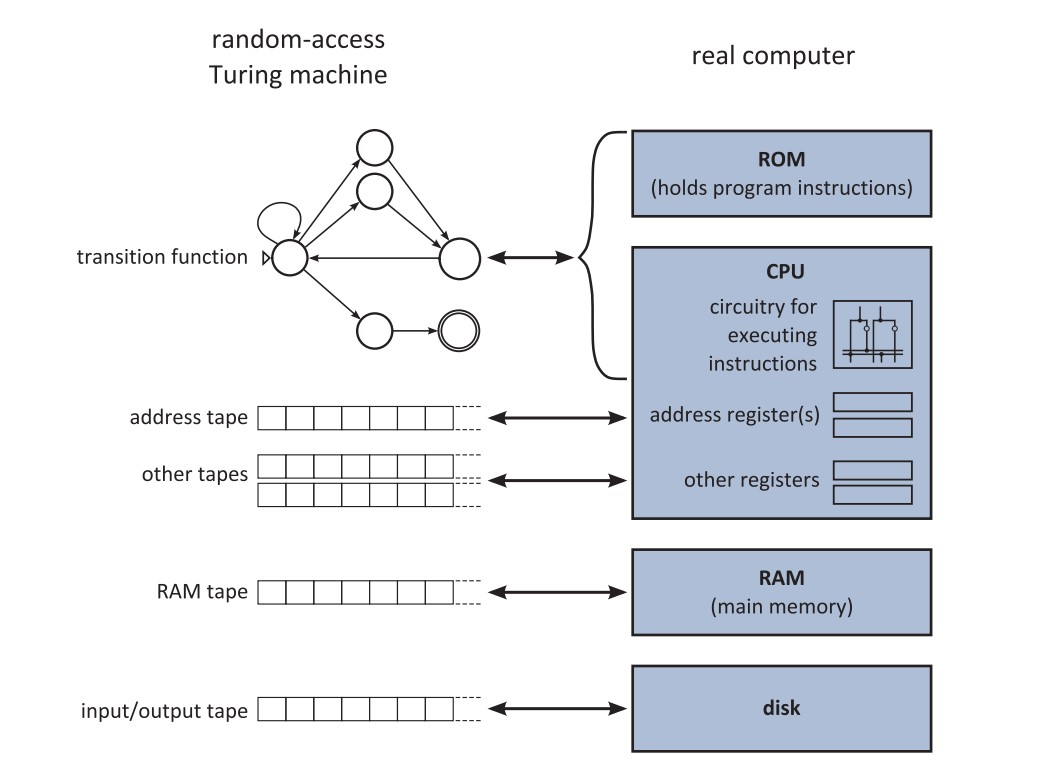 random-access
Turing machine
real computer
ROM
(holds program instructions)
transition function
CPU
circuitry for
executing
instructions
address tape
address register(s)
other tapes
other registers
RAM tape
RAM
(main memory)
input/output tape
disk